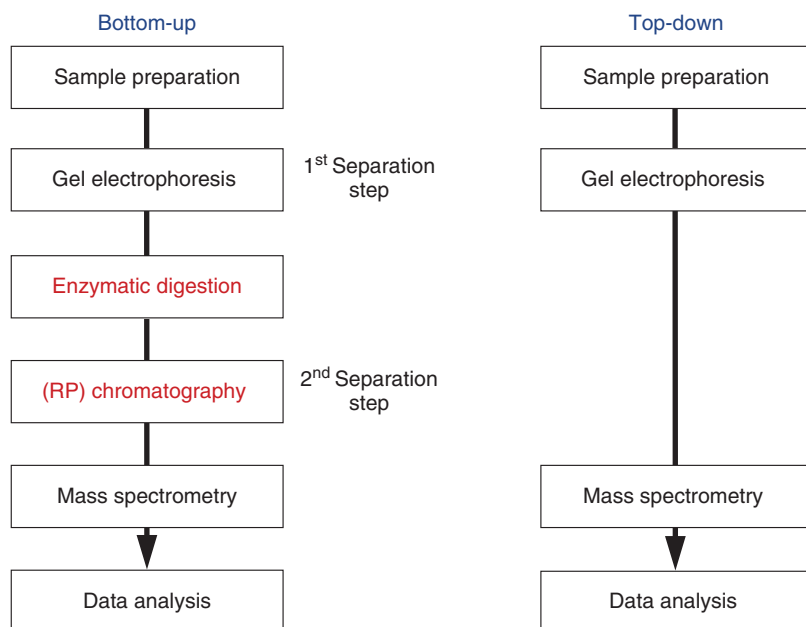 Bottom-up
Sample preparation
Gel electrophoresis
1st Separation
step
Enzymatic digestion
(RP) chromatography
2nd Separation
step
Mass spectrometry
Data analysis
Top-down
Sample preparation
Gel electrophoresis
Mass spectrometry
Data analysis